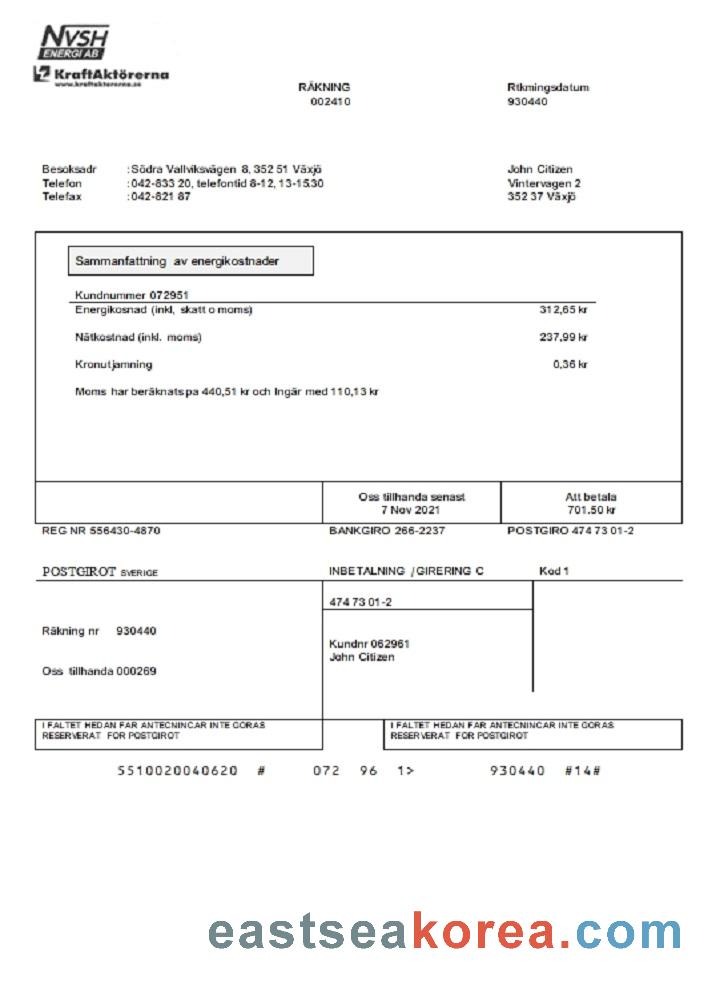 NVSH
ENERGI AB
KraftAktörerna
www.kraftaktorerna.se
RÄKNING
002410
Rtkmingsdatum
930440
Besoksadr :Södra Vallviksvägen 8, 352 51 Växjö
Telefon :042-833 20, telefontid 8-12, 13-15.30
Telefax :042-821 87
John Citizen
Vintervagen 2
352 37 Växjö
Sammanfattning av energikostnader
Kundnummer 072951
Energikosnad (inkl, skatt o moms) 312,65 kr
Nätkostnad (inkl. moms) 237,99 kr
Kronutjamning 0,36 kr
Moms har beräknats pa 440,51 kr och Ingär med 110,13 kr
Oss tillhanda senast
7 Nov 2021
Att betala
701.50 kr
REG NR 556430-4870 BANKGIRO 266-2237 POSTGIRO 474 73 01-2
POSTGIROT SVERIGE INBETALNING /GIRERING C Kod 1
474 73 01-2
Räkning nr 930440
Kundnr 062961
John Citizen
Oss tillhanda 000269
I FALTET HEDAN FAR ANTECNINCAR INTE GORAS
RESERVERAT FOR POSTGIROT
I FALTET HEDAN FAR ANTECNINCAR INTE GORAS
RESERVERAT FOR POSTGIROT
5510020040620 # 072 96 1> 930440 #14#
eastseakorea.com